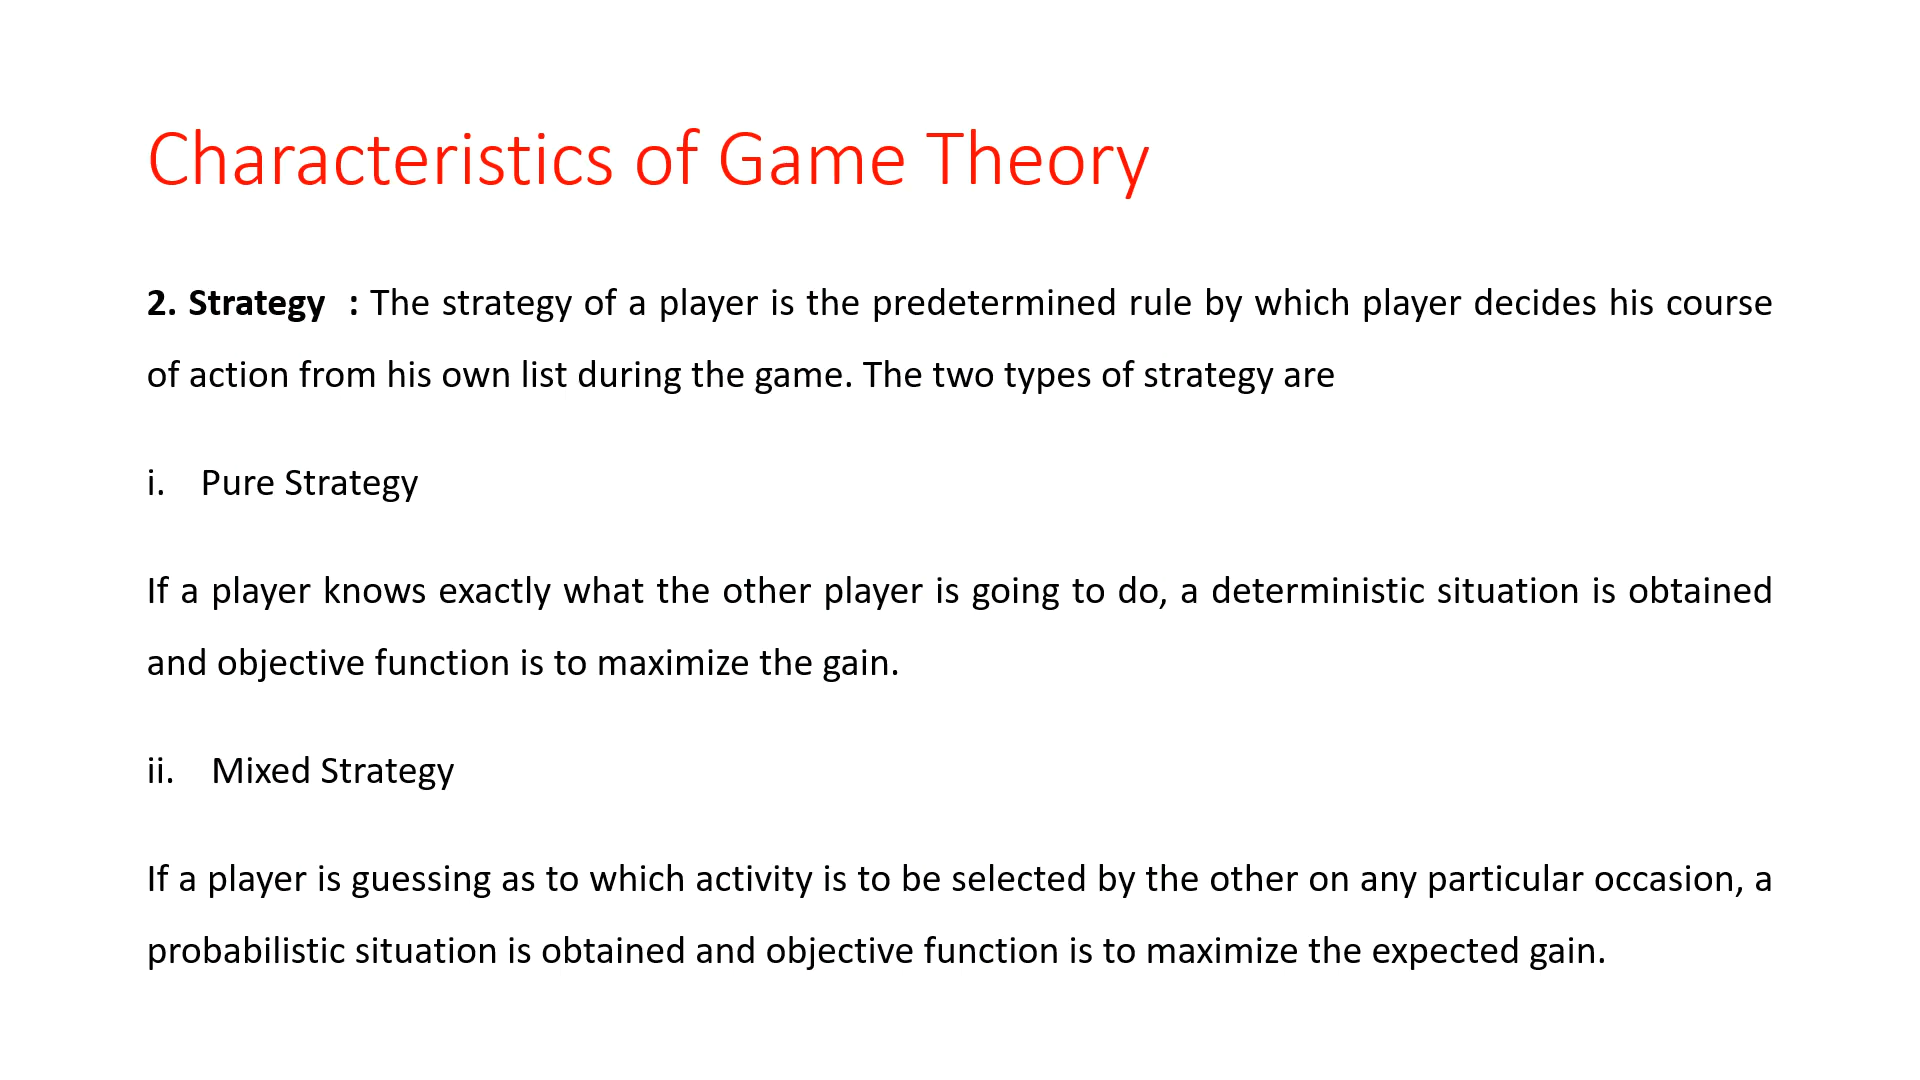 Characteristics of Game Theory
2. Strategy : The strategy of a player is the predetermined rule by which player decides his course
of action from his own list during the game. The two types of strategy are
i. Pure Strategy
If a player knows exactly what the other player is going to do, a deterministic situation is obtained
and objective function is to maximize the gain.
ii. Mixed Strategy
If a player is guessing as to which activity is to be selected by the other on any particular occasion, a
probabilistic situation is obtained and objective function is to maximize the expected gain.